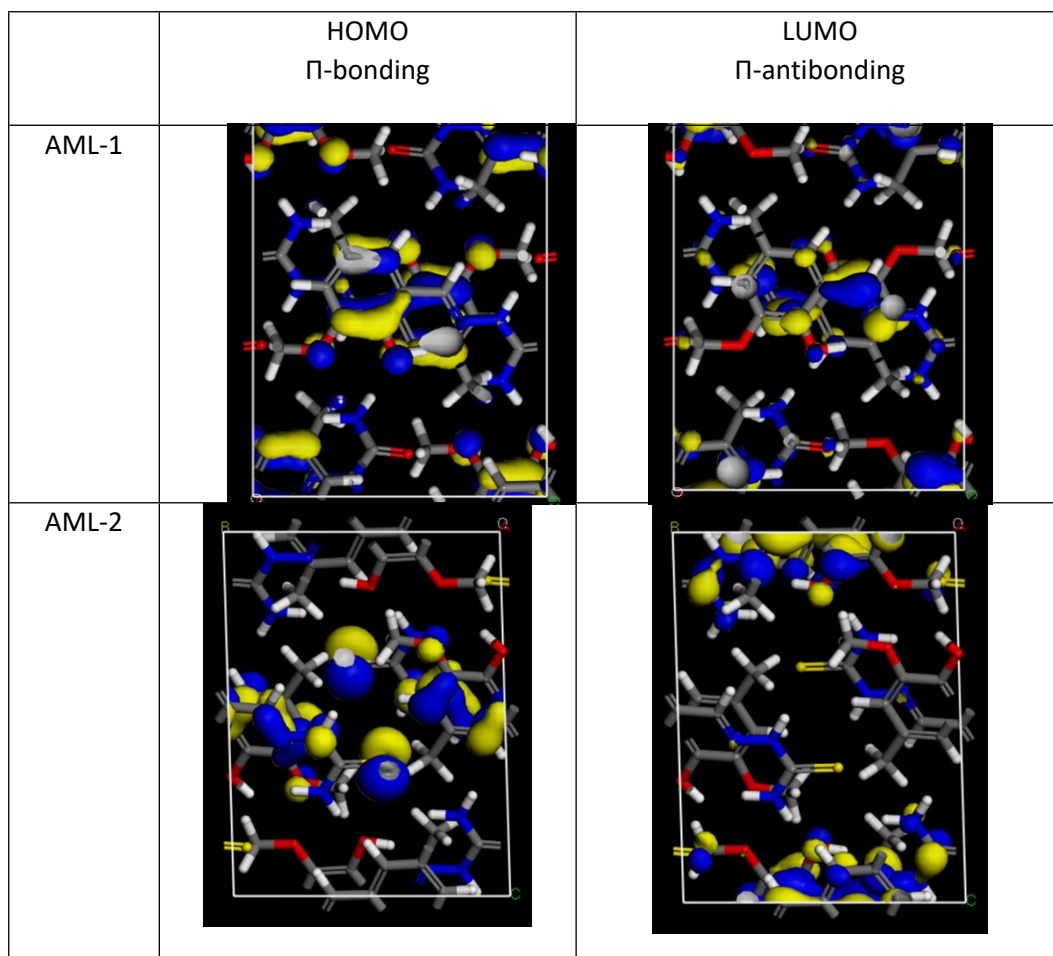 HOMO
Π-bonding
LUMO
Π-antibonding
AML-1
AML-2
B
C
C